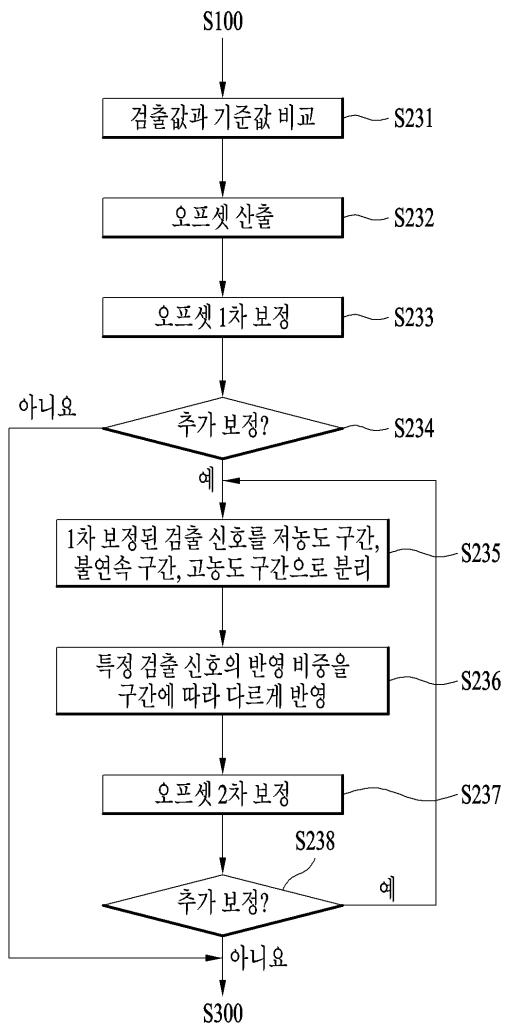 S100
검출값과 기준값 비교
S231
오프셋 산출
S232
오프셋 1차 보정
S233
아니요
추가 보정?
S234
예
1차 보정된 검출 신호를 저농도 구간,
불연속 구간, 고농도 구간으로 분리
S235
특정 검출 신호의 반영 비중을
구간에 따라 다르게 반영
S236
오프셋 2차 보정
S237
S238
추가 보정?
예
아니요
S300